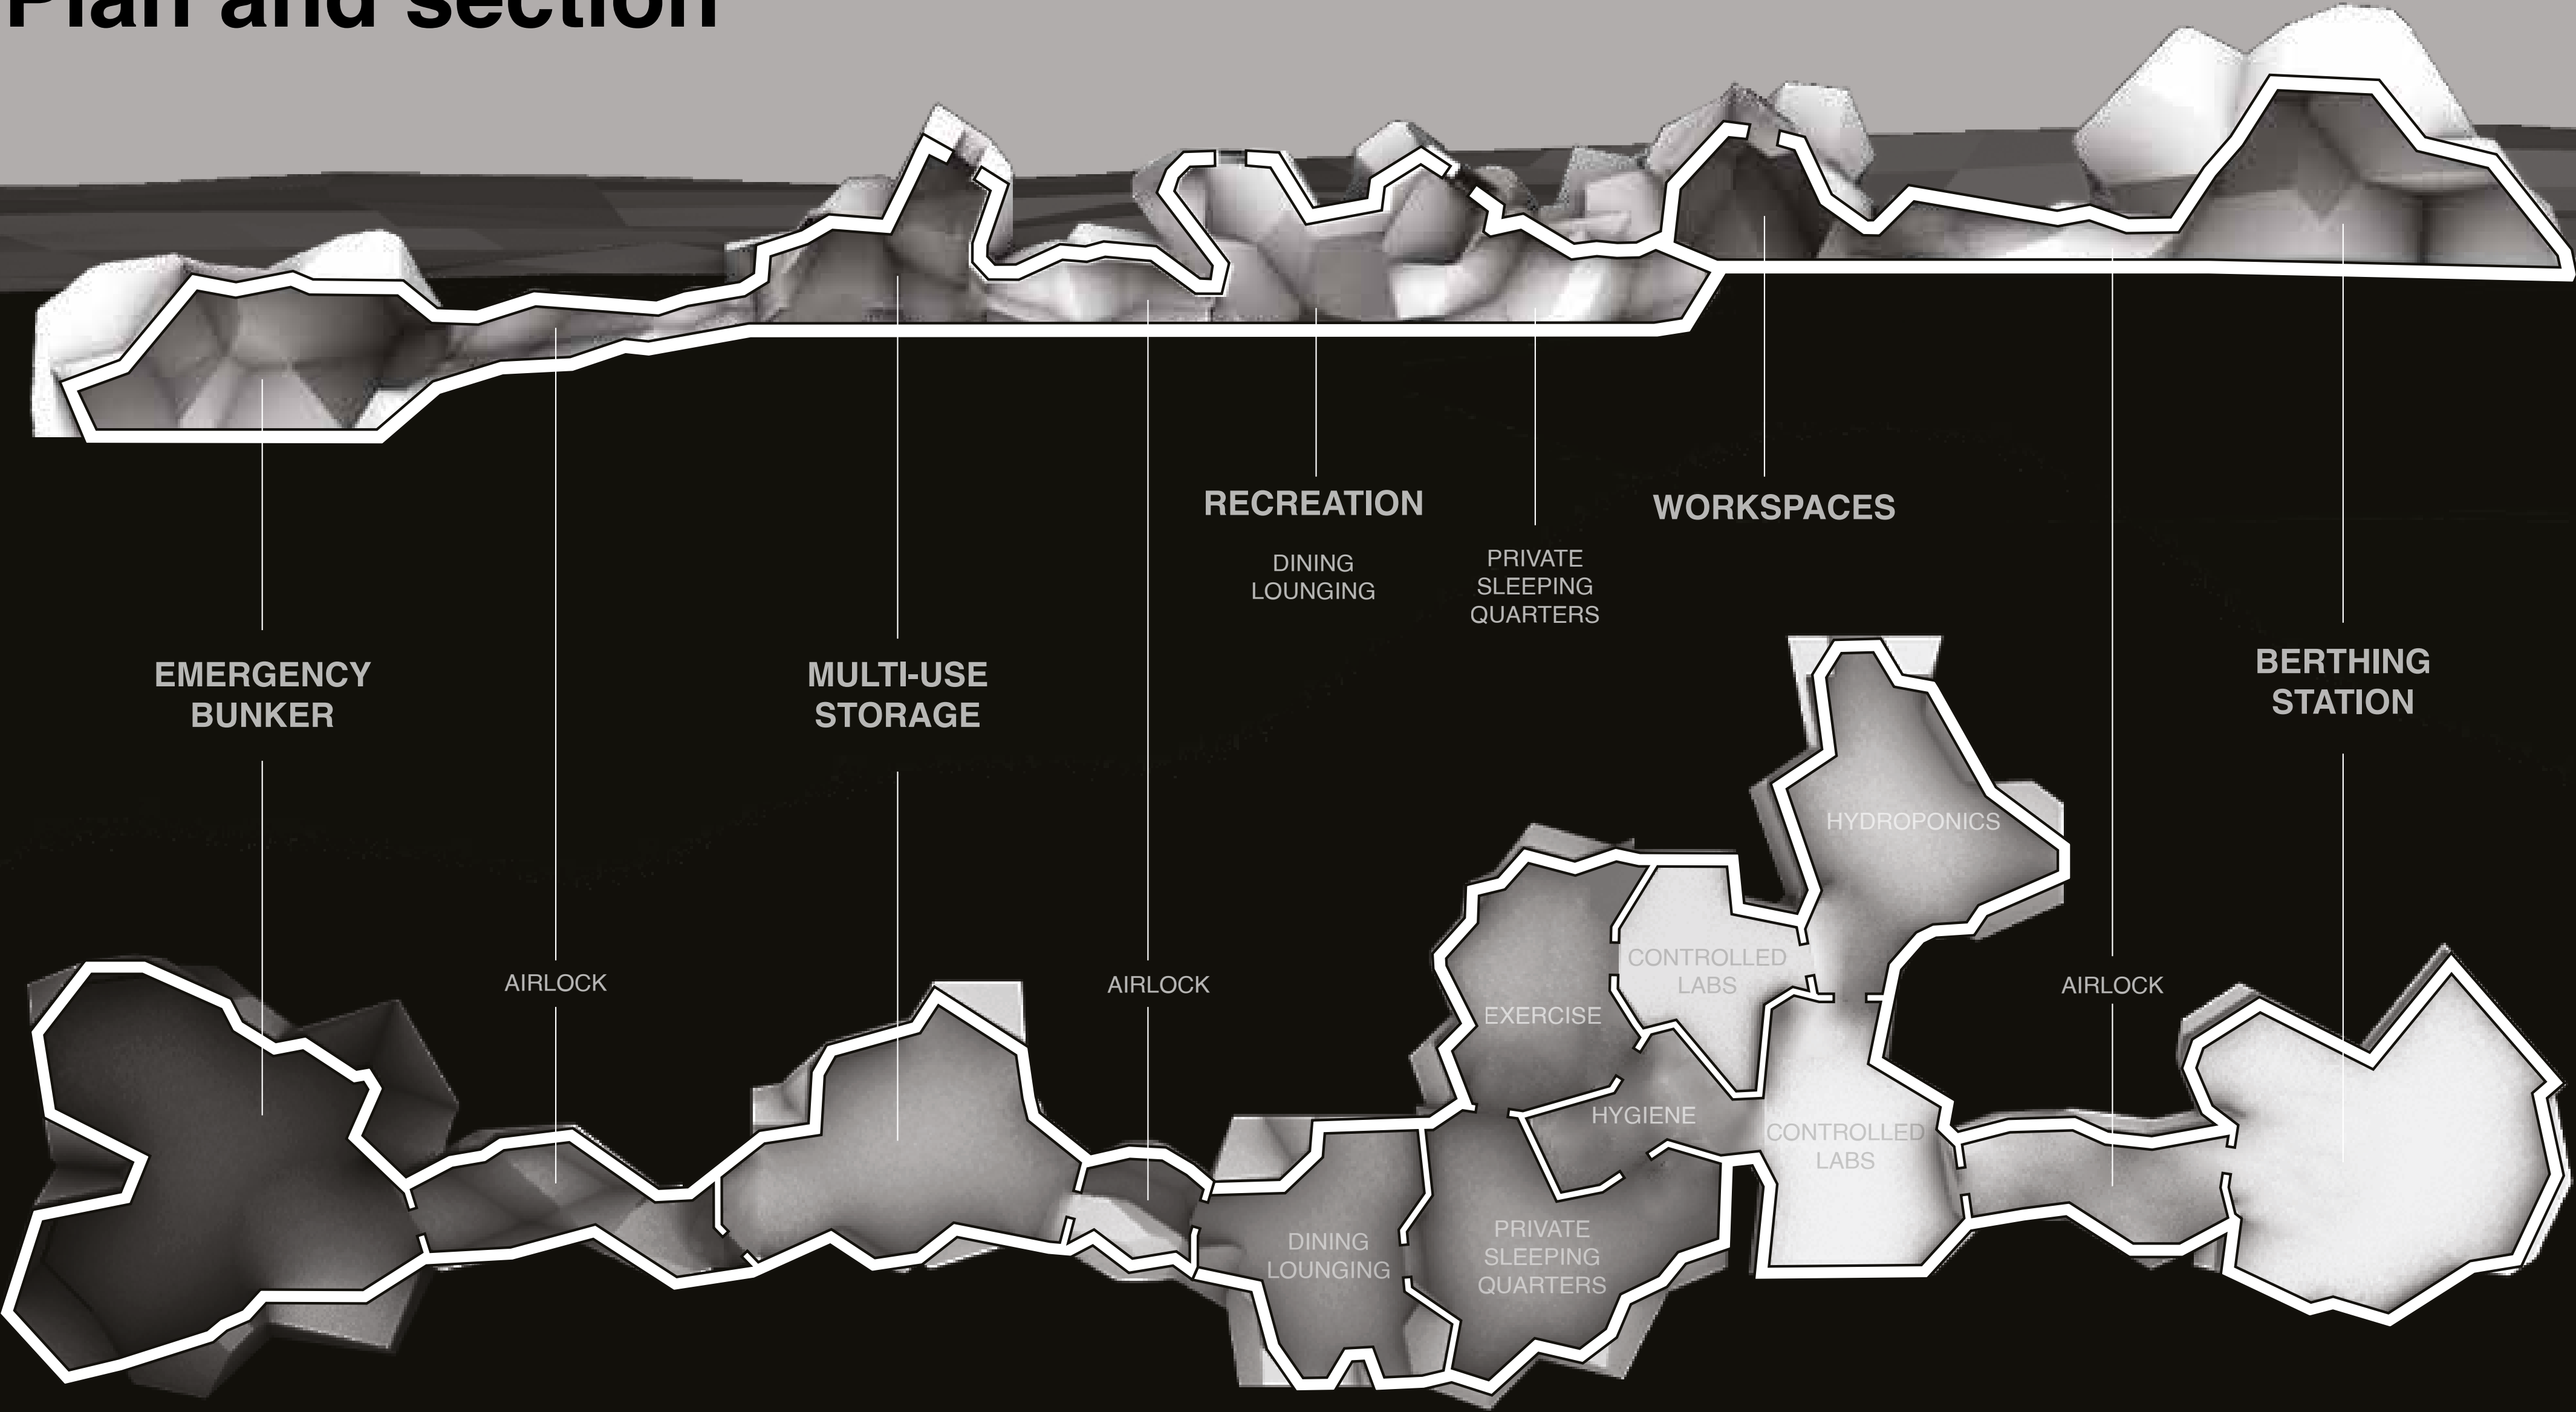 Plan and section
RECREATION
DINING
LOUNGING
PRIVATE
SLEEPING
QUARTERS
WORKSPACES
EMERGENCY
BUNKER
MULTI-USE
STORAGE
BERTHING
STATION
AIRLOCK
AIRLOCK
AIRLOCK
HYDROPONICS
CONTROLLED
LABS
EXERCISE
HYGIENE
CONTROLLED
LABS
DINING
LOUNGING
PRIVATE
SLEEPING
QUARTERS